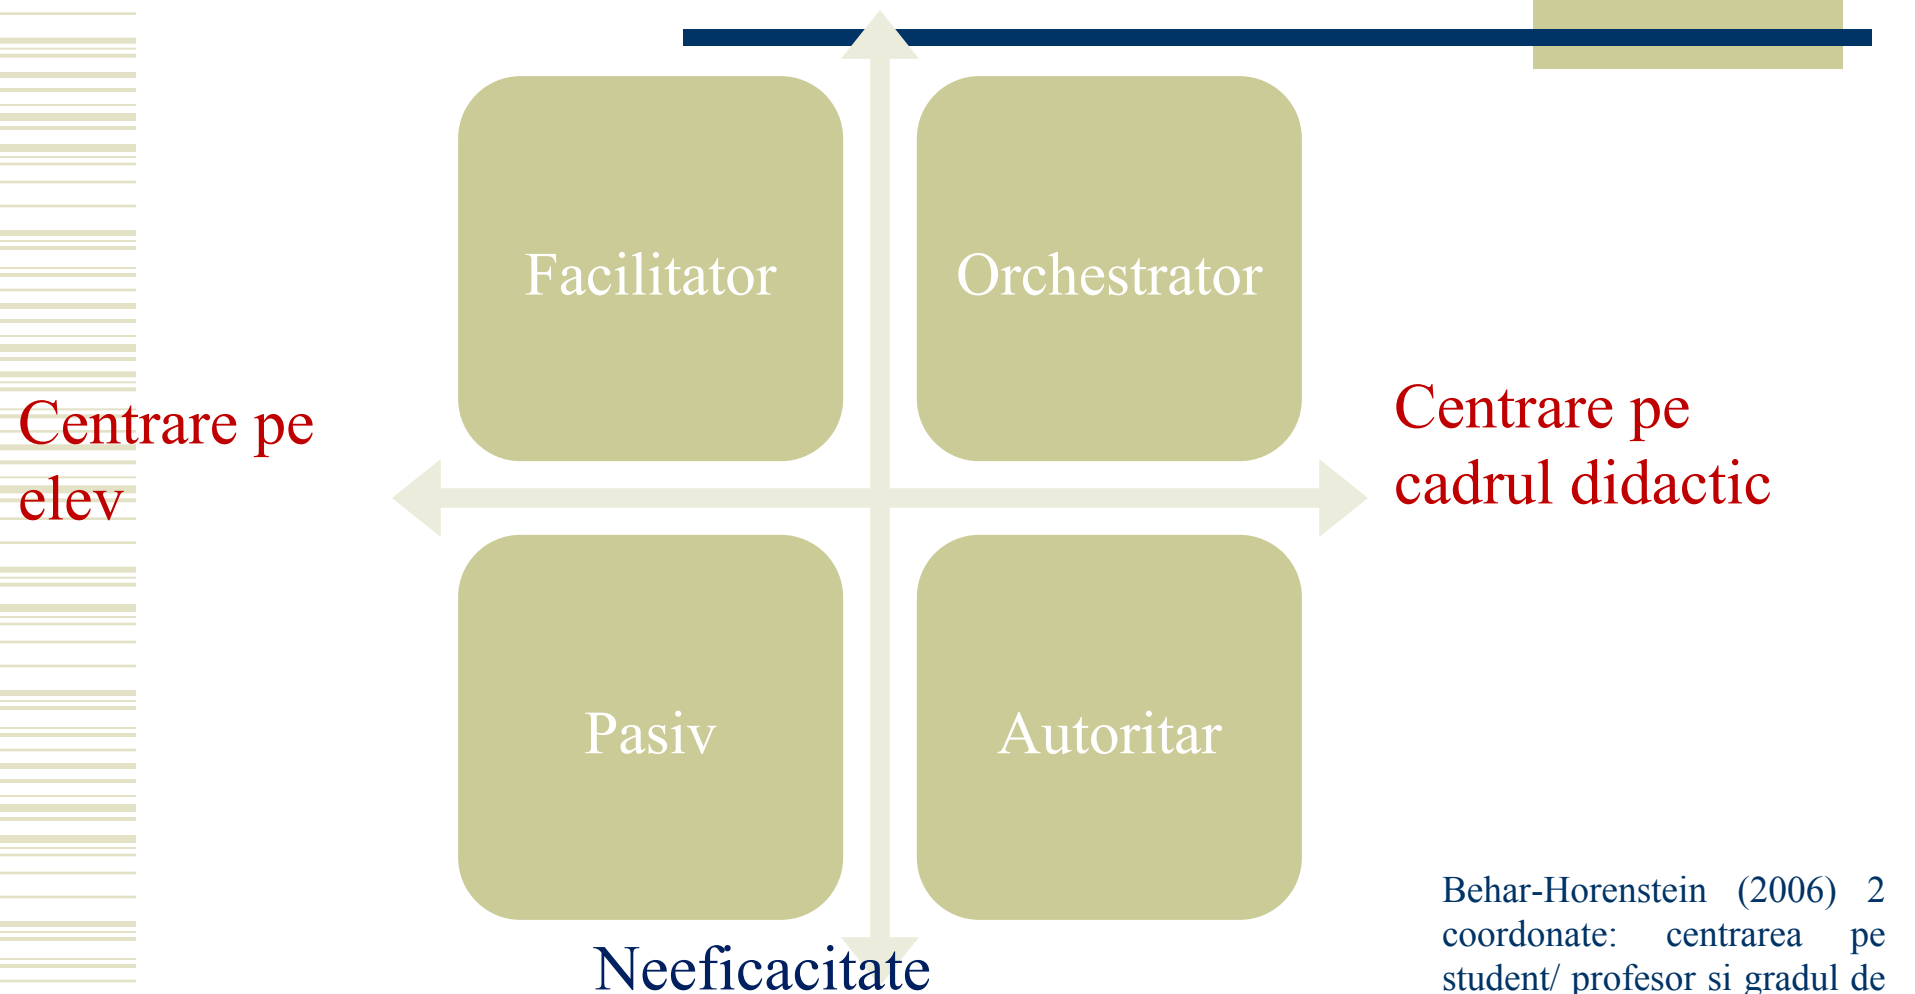 Facilitator
Orchestrator
Centrare pe
elev
Centrare pe
cadrul didactic
Pasiv
Autoritar
Neeficacitate
Behar-Horenstein (2006) 2
coordonate: centrarea pe
student/ profesor si gradul de